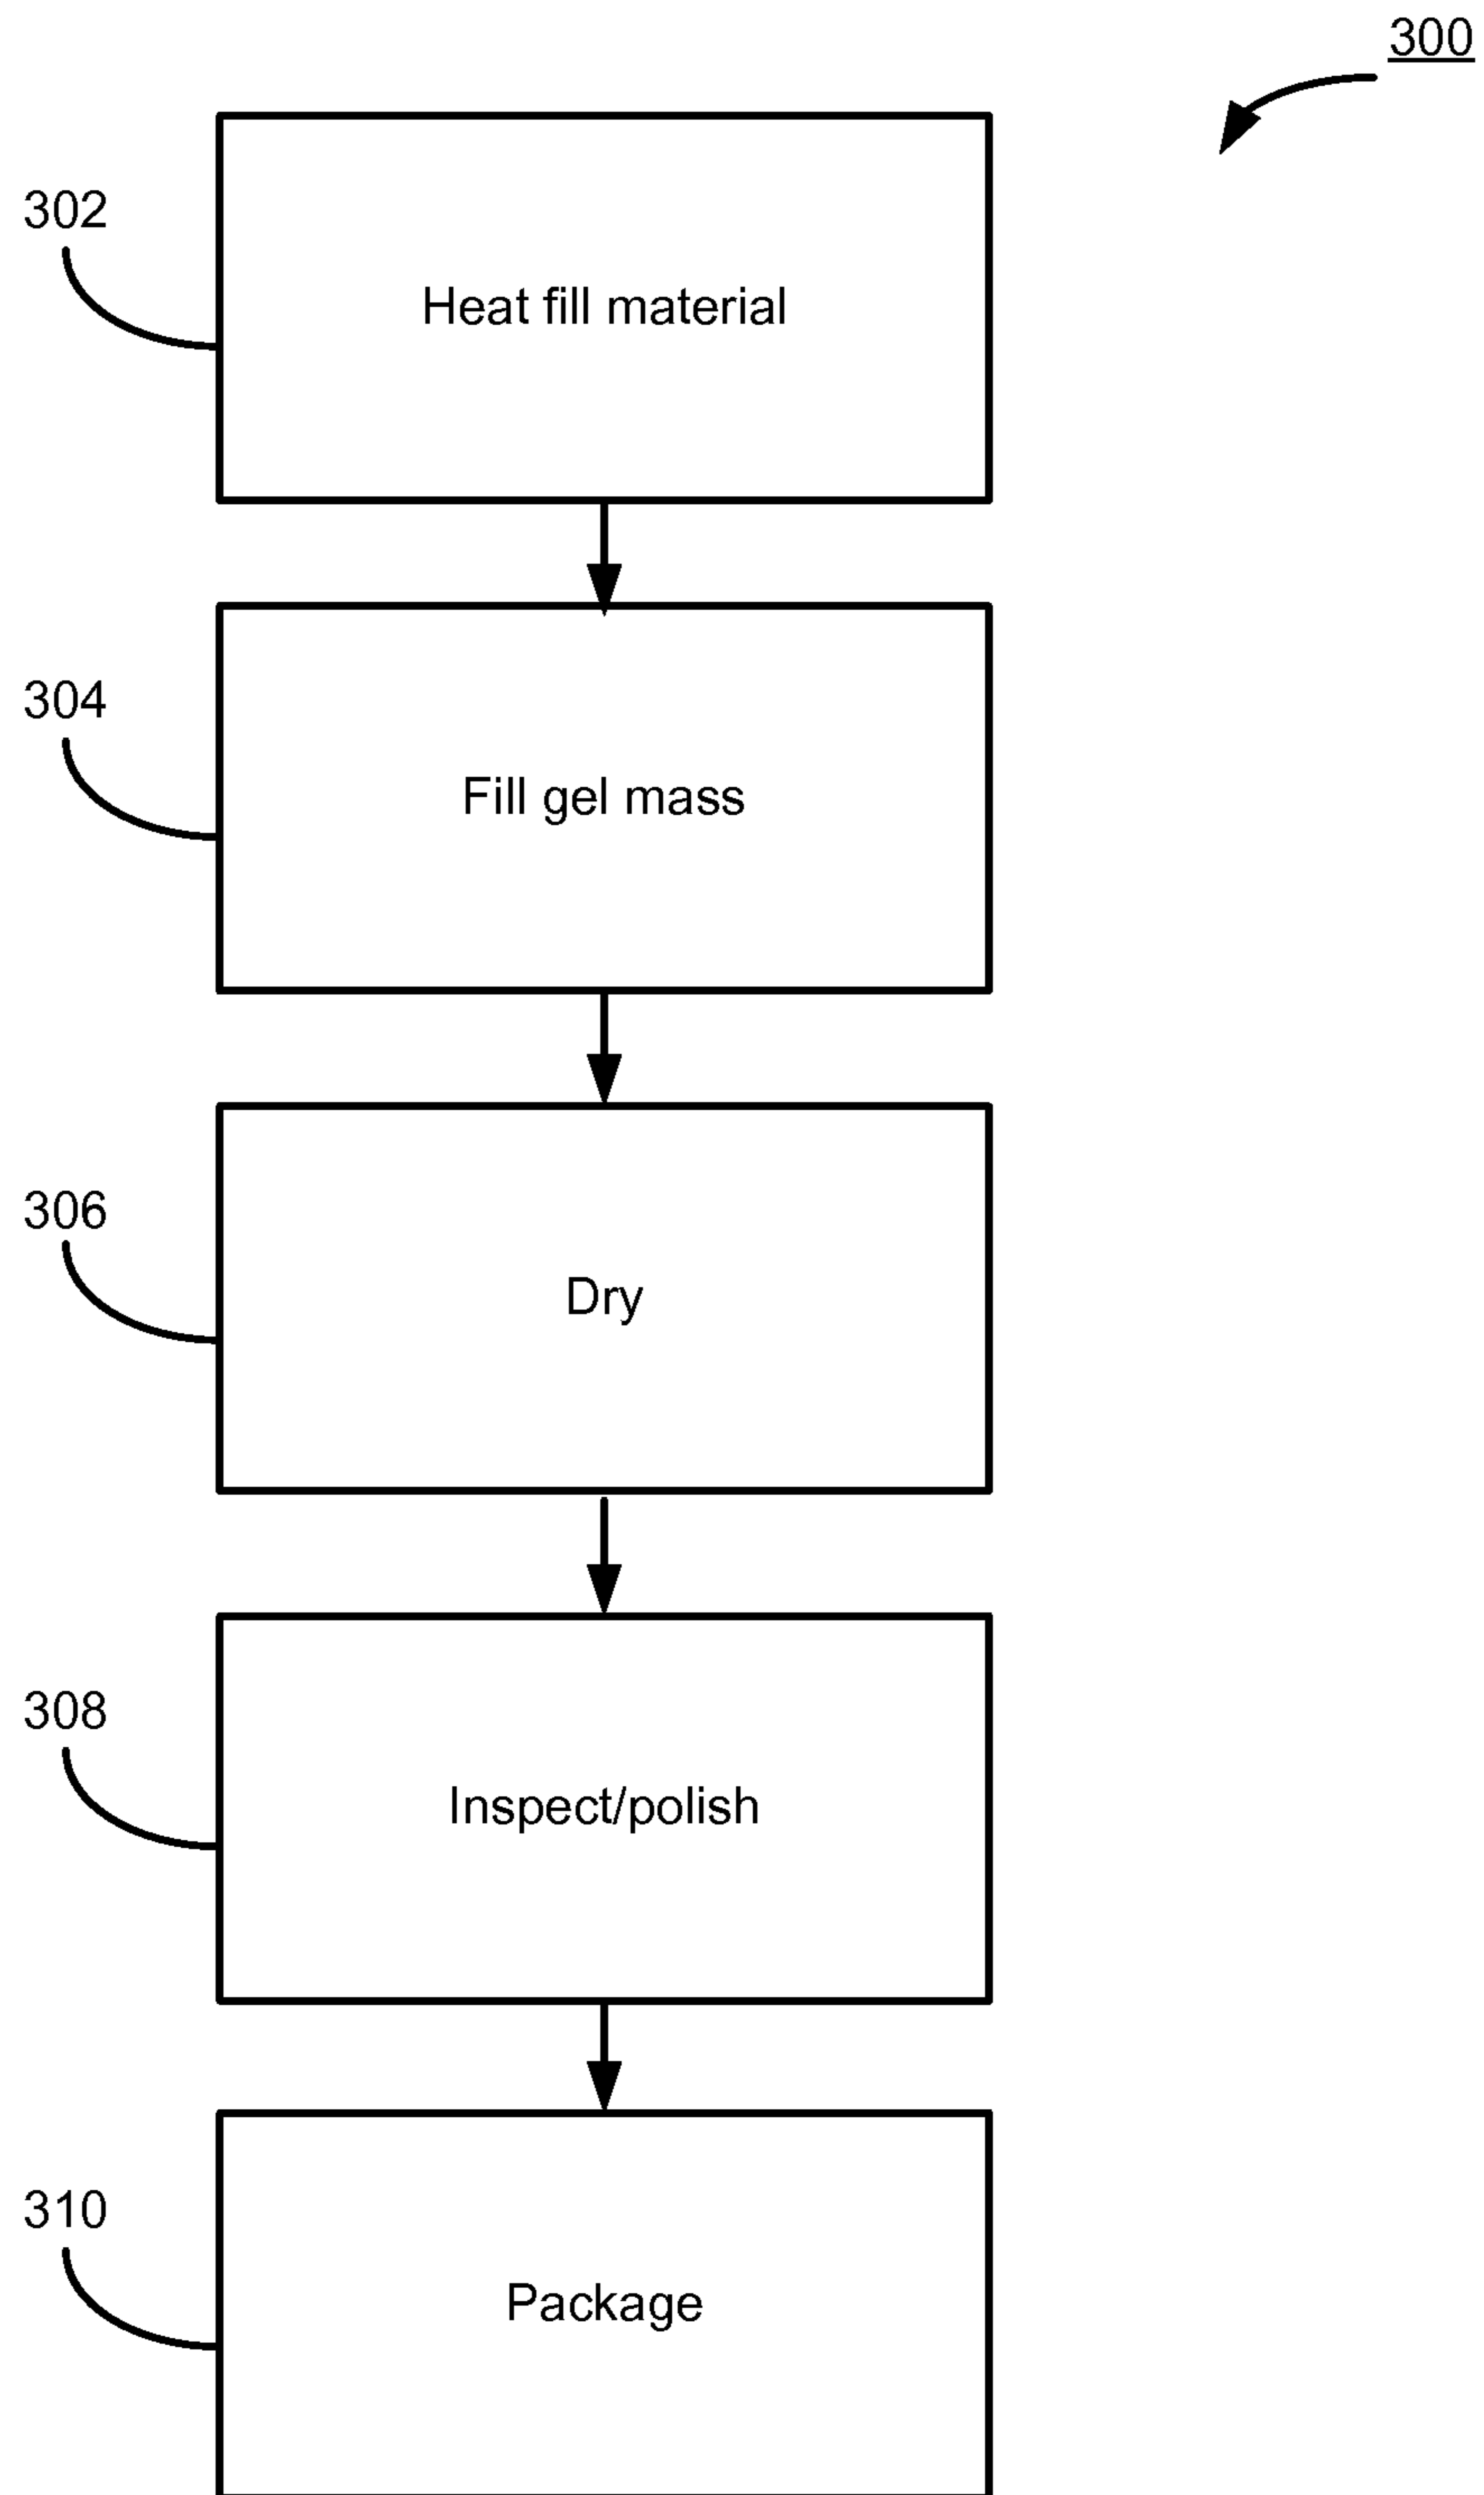 300
302
Heat fill material
304
Fill gel mass
306
Dry
308
Inspect/polish
310
Package